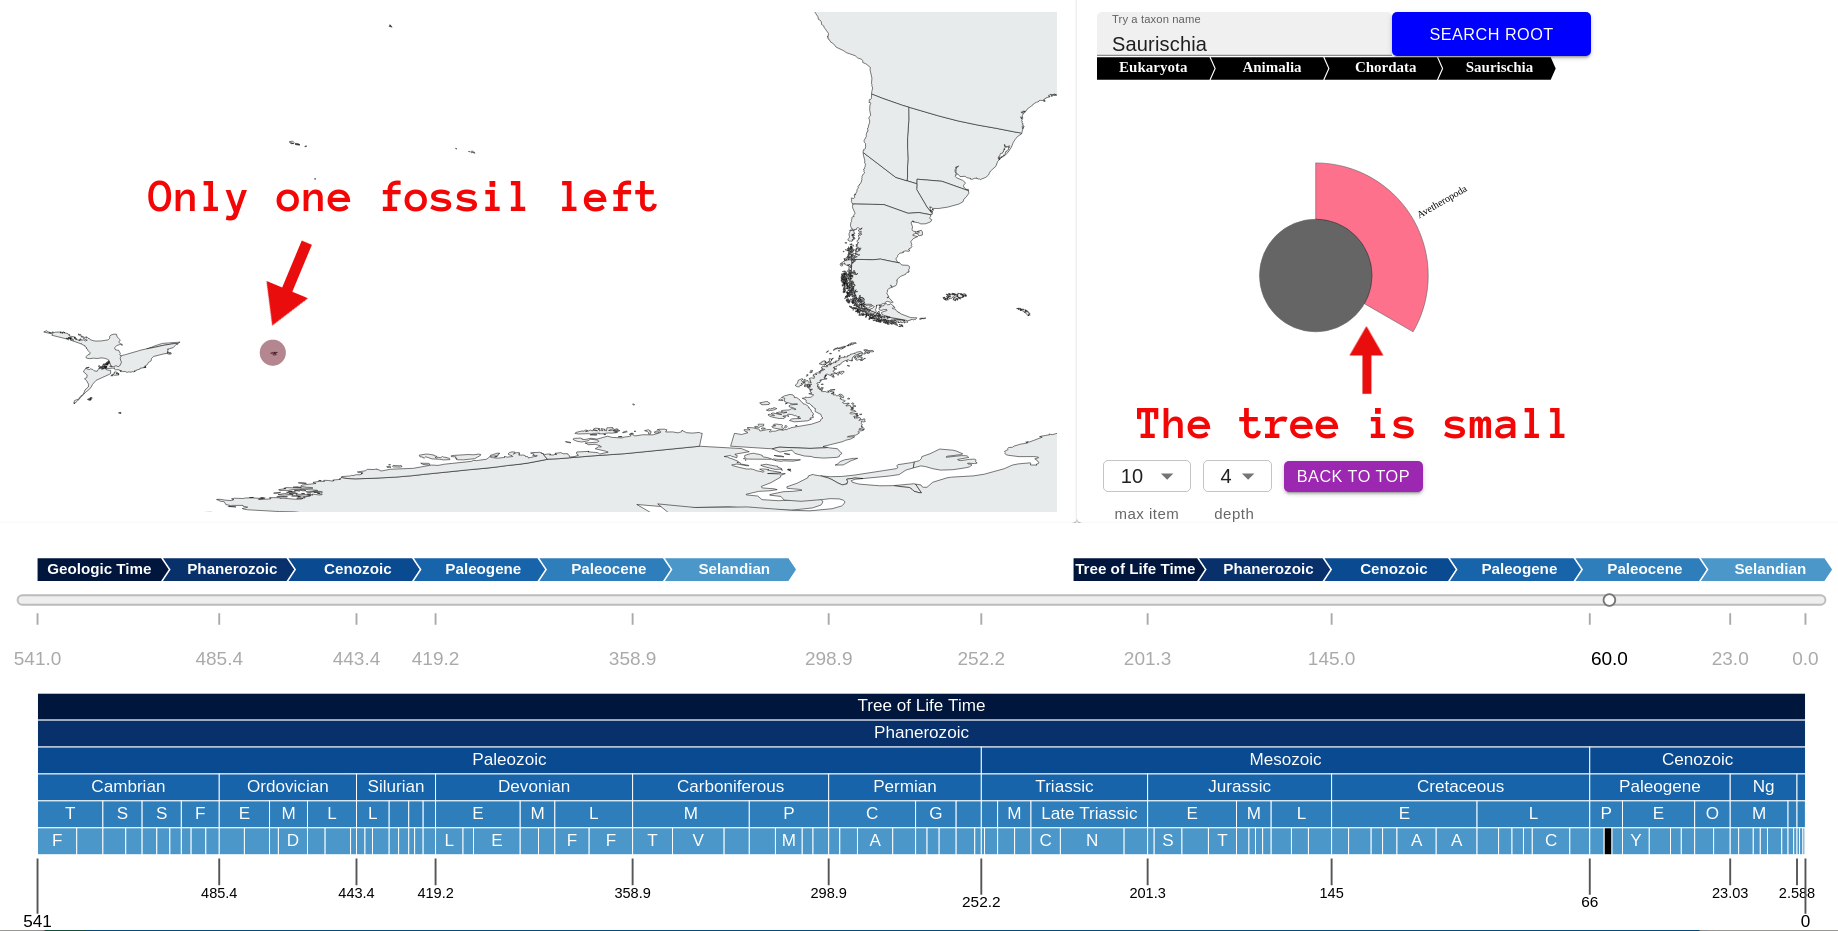 Try a taxon name
Saurischia
SEARCH ROOT
Eukaryota Animalia Chordata Saurischia
Only one fossil left
Avetheropoda
The tree is small
10 4 BACK TO TOP
max item depth
Geologic Time Phanerozoic Cenozoic Paleogene Paleocene Selandian
Tree of Life Time Phanerozoic Cenozoic Paleogene Paleocene Selandian
541.0 485.4 443.4 419.2 358.9 298.9 252.2 201.3 145.0 60.0 23.0 0.0
Tree of Life Time
Phanerozoic
Paleozoic Mesozoic Cenozoic
Cambrian Ordovician Silurian Devonian Carboniferous Permian Triassic Jurassic Cretaceous Paleogene Ng
T S S F E M L L E M L M P C G M Late Triassic E M L E L P E O M
F D L E F F T V M A C N S T A A C Y
485.4 443.4 419.2 358.9 298.9 252.2 201.3 145 66 23.03 2.588
541 0